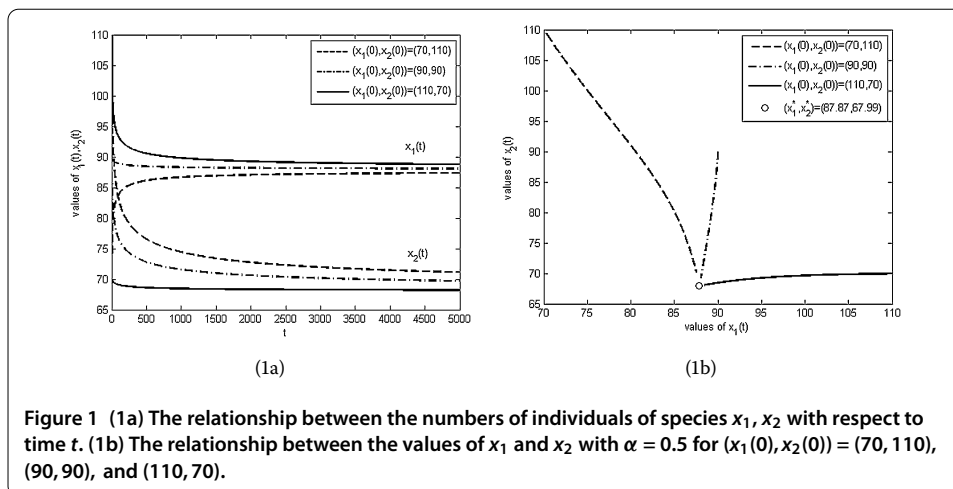 110
105
100
95
90
85
80
75
70
65
values of x₁(t),x₂(t)
0 500 1000 1500 2000 2500 3000 3500 4000 4500 5000
t
(x₁(0),x₂(0))=(70,110)
(x₁(0),x₂(0))=(90,90)
(x₁(0),x₂(0))=(110,70)
x₁(t)
x₂(t)
(1a)
110
105
100
95
90
85
80
75
70
65
values of x₂(t)
70 75 80 85 90 95 100 105 110
values of x₁(t)
(x₁(0),x₂(0))=(70,110)
(x₁(0),x₂(0))=(90,90)
(x₁(0),x₂(0))=(110,70)
(x₁*,x₂*)=(87.87,67.99)
(1b)
Figure 1 (1a) The relationship between the numbers of individuals of species x₁, x₂ with respect to
time t. (1b) The relationship between the values of x₁ and x₂ with α = 0.5 for (x₁(0), x₂(0)) = (70, 110),
(90, 90), and (110, 70).